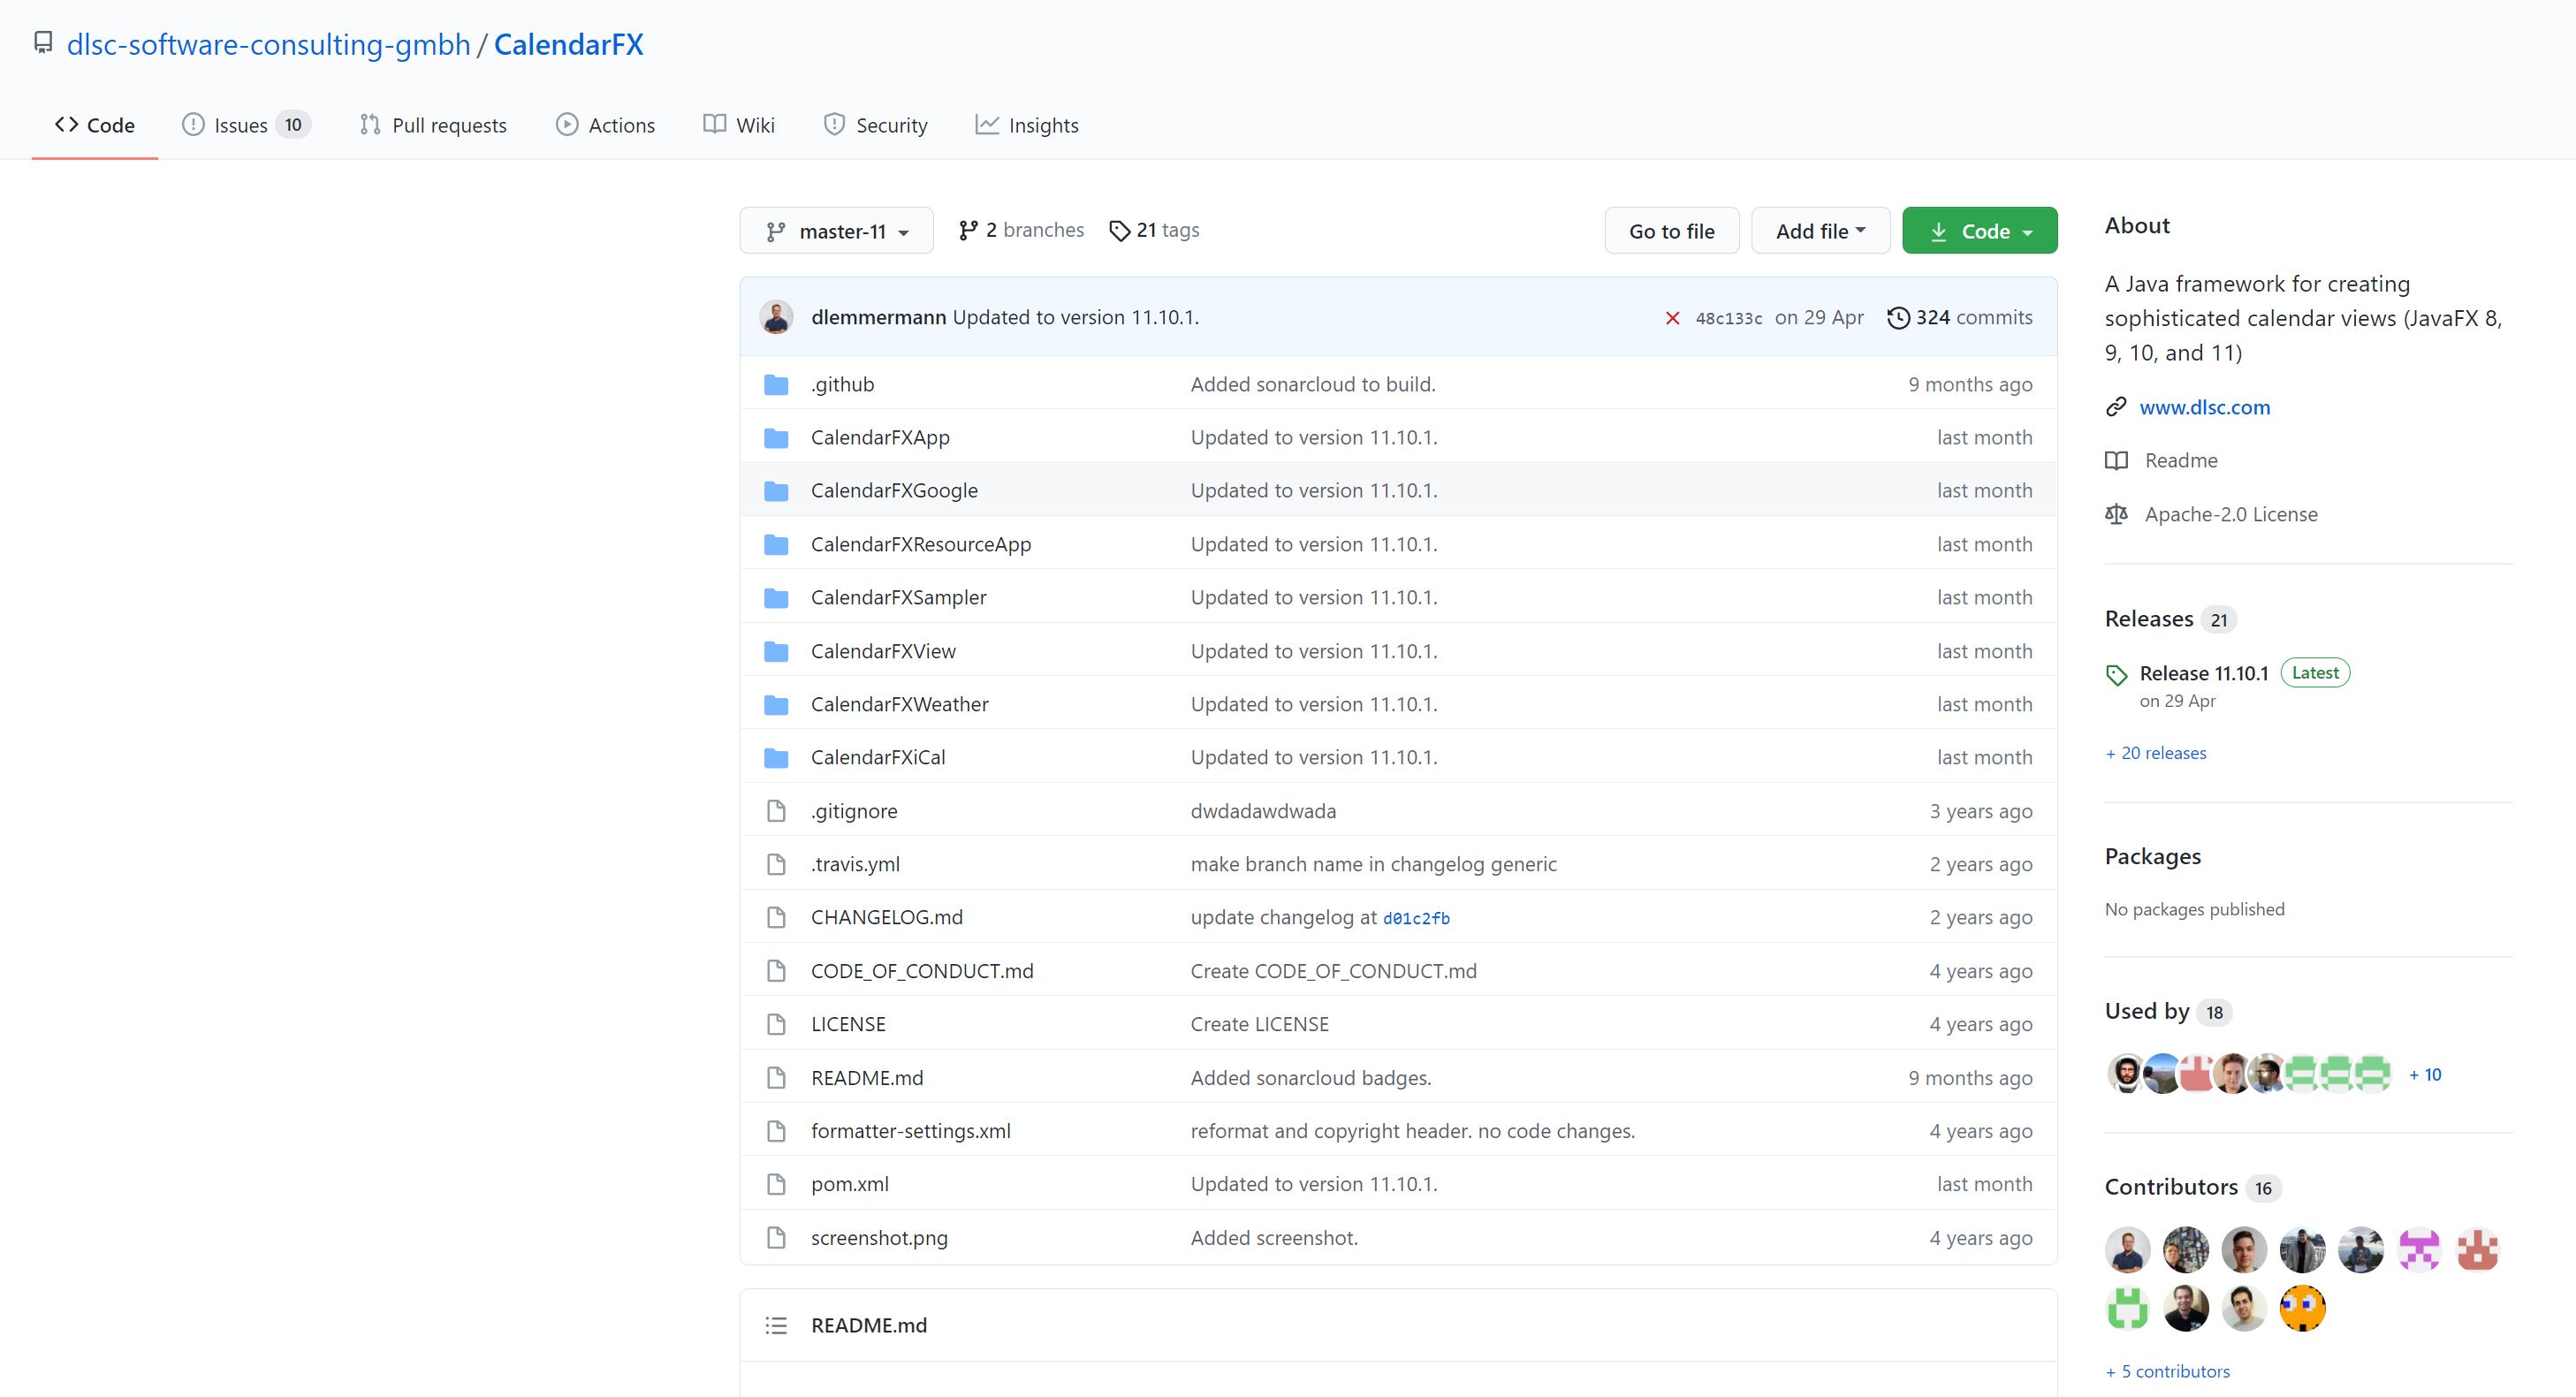 dlsc-software-consulting-gmbh / CalendarFX
Code Issues 10 Pull requests Actions Wiki Security Insights
master-11 2 branches 21 tags Go to file Add file Code
dlemmermann Updated to version 11.10.1. 48c133c on 29 Apr 324 commits
.github Added sonarcloud to build. 9 months ago
CalendarFXApp Updated to version 11.10.1. last month
CalendarFXGoogle Updated to version 11.10.1. last month
CalendarFXResourceApp Updated to version 11.10.1. last month
CalendarFXSampler Updated to version 11.10.1. last month
CalendarFXView Updated to version 11.10.1. last month
CalendarFXWeather Updated to version 11.10.1. last month
CalendarFXiCal Updated to version 11.10.1. last month
.gitignore dwdadawdwada 3 years ago
.travis.yml make branch name in changelog generic 2 years ago
CHANGELOG.md update changelog at d01c2fb 2 years ago
CODE_OF_CONDUCT.md Create CODE_OF_CONDUCT.md 4 years ago
LICENSE Create LICENSE 4 years ago
README.md Added sonarcloud badges. 9 months ago
formatter-settings.xml reformat and copyright header. no code changes. 4 years ago
pom.xml Updated to version 11.10.1. last month
screenshot.png Added screenshot. 4 years ago
README.md
About
A Java framework for creating
sophisticated calendar views (JavaFX 8,
9, 10, and 11)
www.dlsc.com
Readme
Apache-2.0 License
Releases 21
Release 11.10.1 Latest
on 29 Apr
+ 20 releases
Packages
No packages published
Used by 18
+ 10
Contributors 16
+ 5 contributors